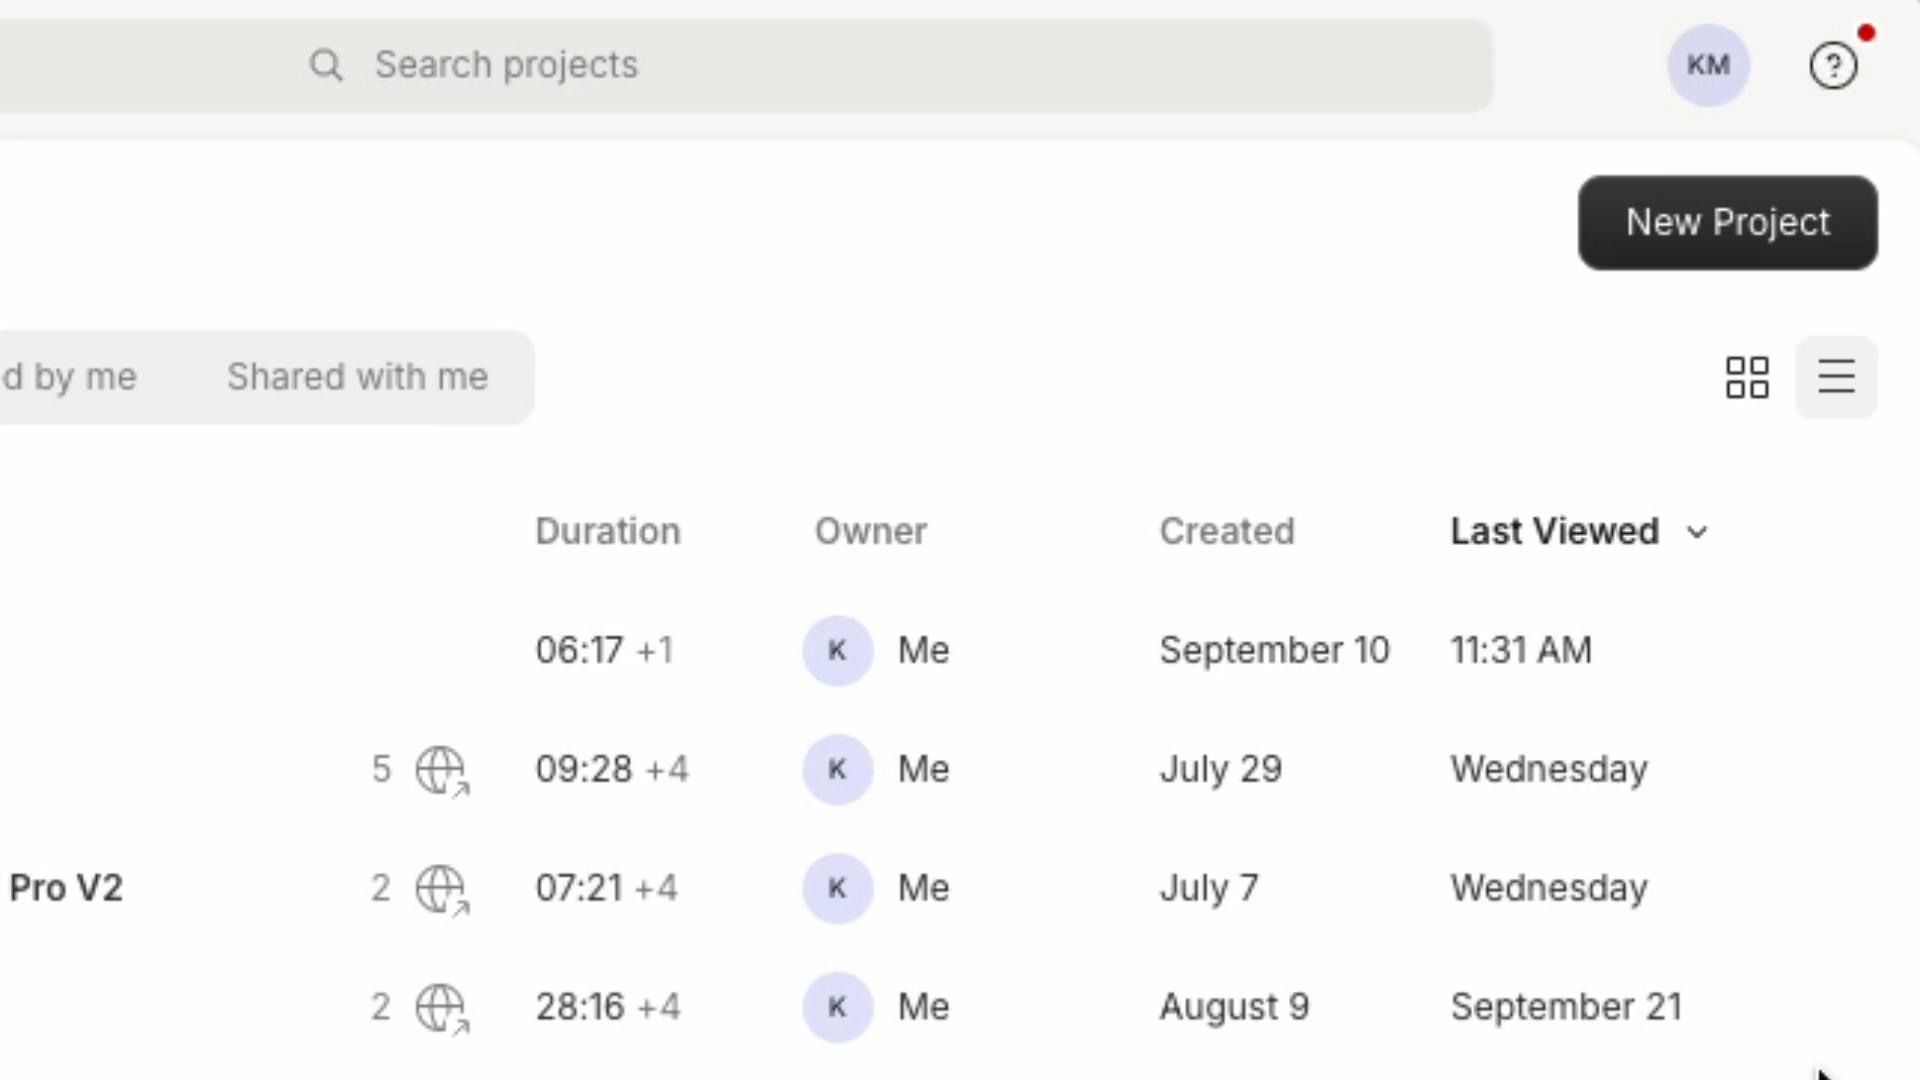 Search projects
KM
New Project
d by me
Shared with me
Duration
Owner
Created
Last Viewed
06:17 +1
K
Me
September 10
11:31 AM
5
09:28 +4
K
Me
July 29
Wednesday
Pro V2
2
07:21 +4
K
Me
July 7
Wednesday
2
28:16 +4
K
Me
August 9
September 21